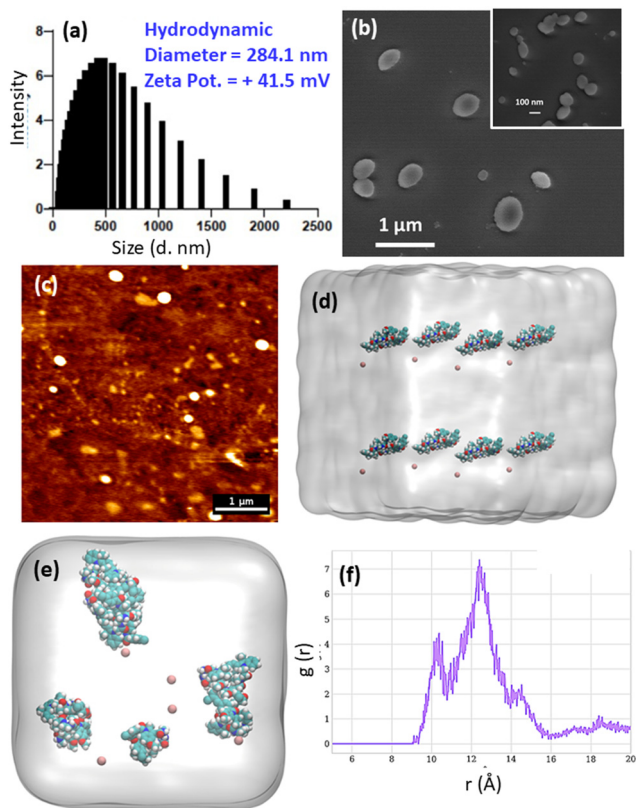 (a)
Hydrodynamic
Diameter = 284.1 nm
Zeta Pot. = + 41.5 mV
Intensity
8
6
4
2
0
0 500 1000 1500 2000 2500
Size (d. nm)
(b)
100 nm
1 µm
(c)
1 µm
(d)
(e)
(f)
g (r)
7
6
5
4
3
2
1
0
6 8 10 12 14 16 18 20
r (Å)